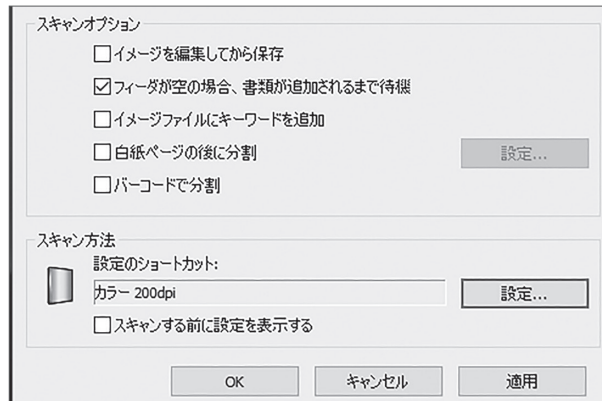 スキャンオプション
イメージを編集してから保存
フィーダが空の場合、書類が追加されるまで待機
イメージファイルにキーワードを追加
白紙ページの後に分割
設定...
バーコードで分割
スキャン方法
設定のショートカット:
カラー 200dpi
設定...
スキャンする前に設定を表示する
OK キャンセル 適用